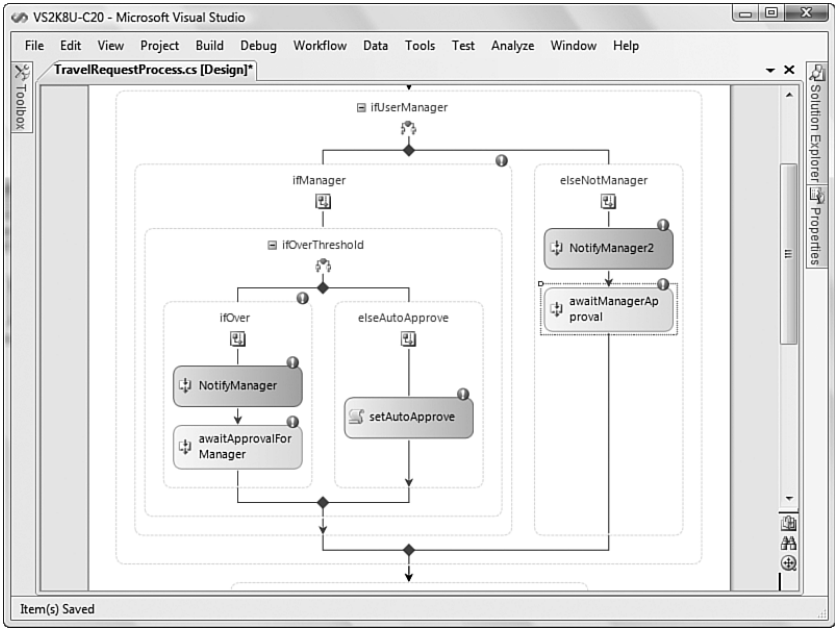 VS2K8U-C20 - Microsoft Visual Studio
File Edit View Project Build Debug Workflow Data Tools Test Analyze Window Help
TravelRequestProcess.cs [Design]*
Toolbox
Solution Explorer
Properties
ifUserManager
ifManager
elseNotManager
ifOverThreshold
NotifyManager2
awaitManagerAp
proval
ifOver
elseAutoApprove
NotifyManager
setAutoApprove
awaitApprovalFor
Manager
Item(s) Saved